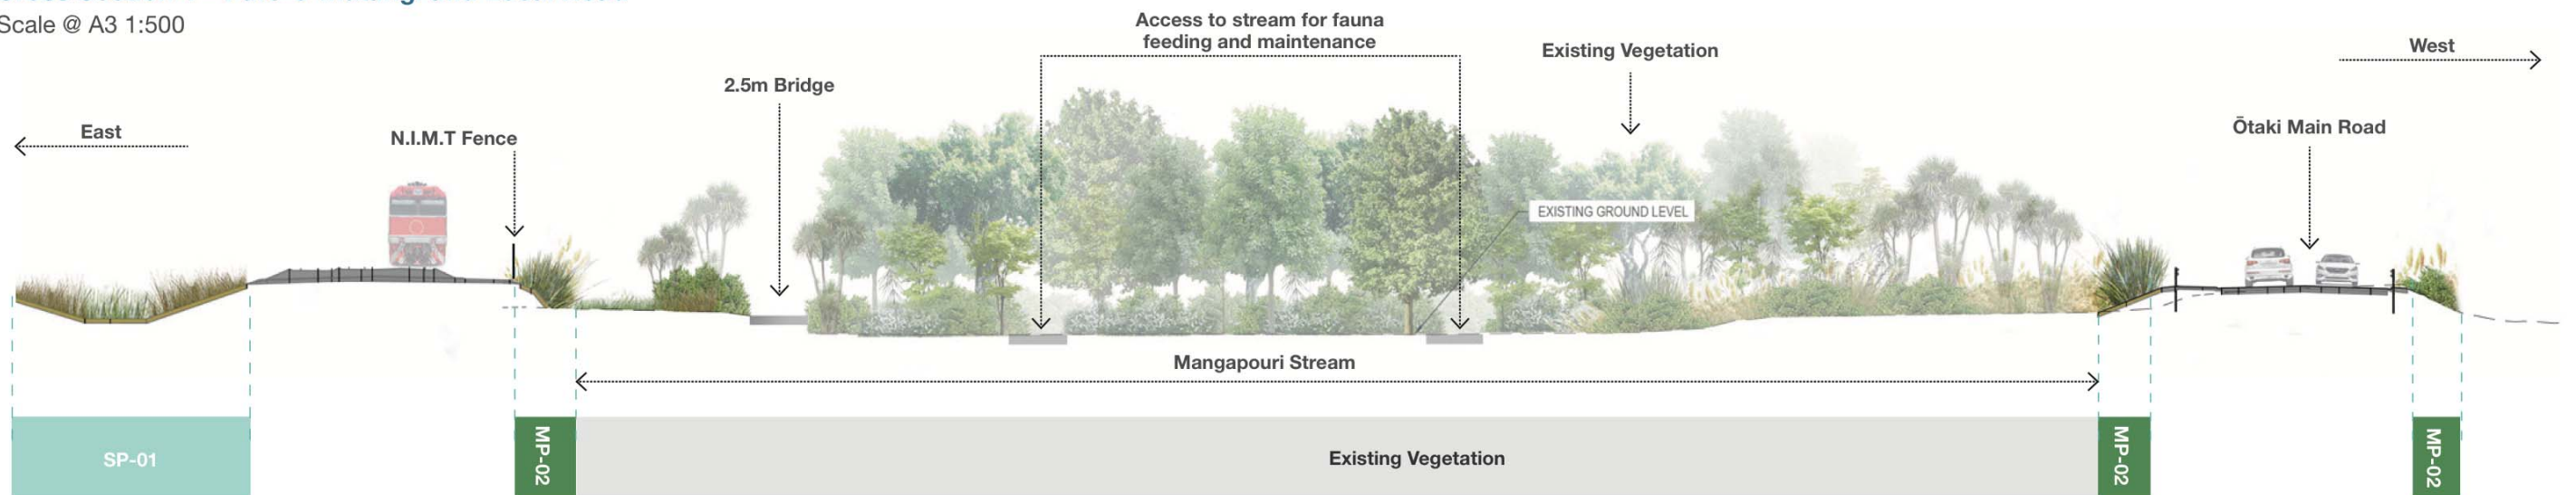 Scale @ A3 1:500
Access to stream for fauna
feeding and maintenance
Existing Vegetation
West
2.5m Bridge
East
N.I.M.T Fence
Ōtaki Main Road
EXISTING GROUND LEVEL
Mangapouri Stream
SP-01
MP-02
Existing Vegetation
MP-02
MP-02